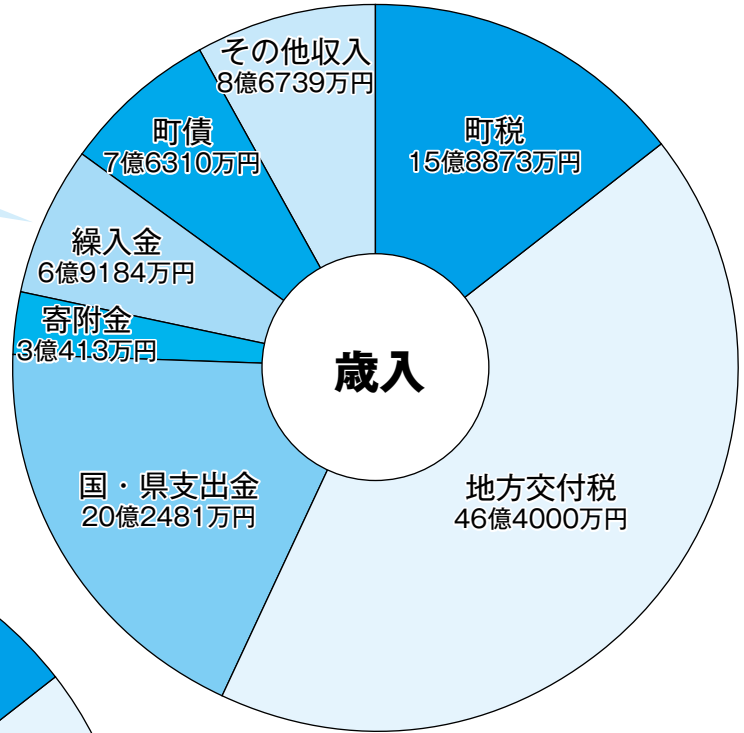 その他収入
8億6739万円
町税
15億8873万円
町債
7億6310万円
繰入金
6億9184万円
寄附金
3億413万円
歳入
国・県支出金
20億2481万円
地方交付税
46億4000万円